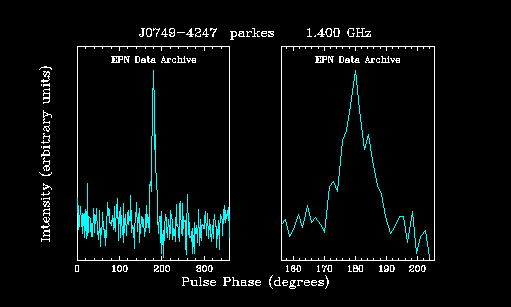 J0749-4247 parkes 1.400 GHz
EPN Data Archive EPN Data Archive
Intensity (arbitrary units)
0 100 200 300 160 170 180 190 200
Pulse Phase (degrees)